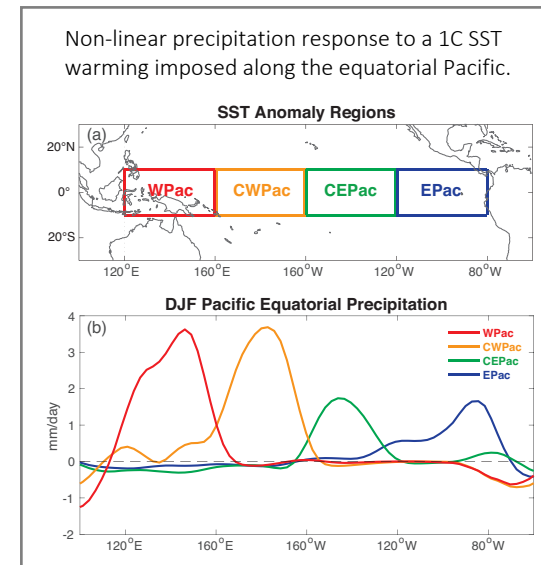 Non-linear precipitation response to a 1C SST
warming imposed along the equatorial Pacific.
SST Anomaly Regions
(a)
20°N
0°
20°S
WPac CWPac CEPac EPac
120°E 160°E 160°W 120°W 80°W
DJF Pacific Equatorial Precipitation
(b)
mm/day
4
3
2
1
0
-1
-2
WPac
CWPac
CEPac
EPac
120°E 160°E 160°W 120°W 80°W